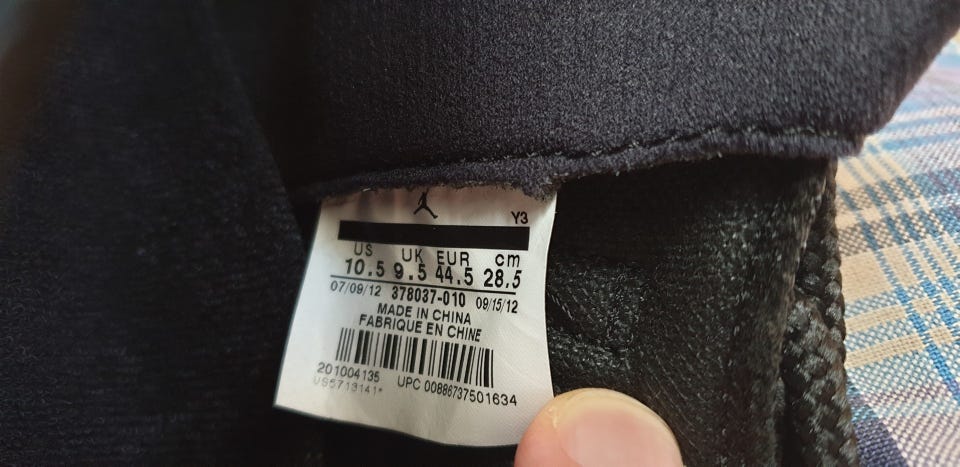 Y3
US UK EUR cm
10.5 9.5 44.5 28.5
07/09/12 378037-010 09/15/12
MADE IN CHINA
FABRIQUE EN CHINE
201004135
US5713141* UPC 00886737501634